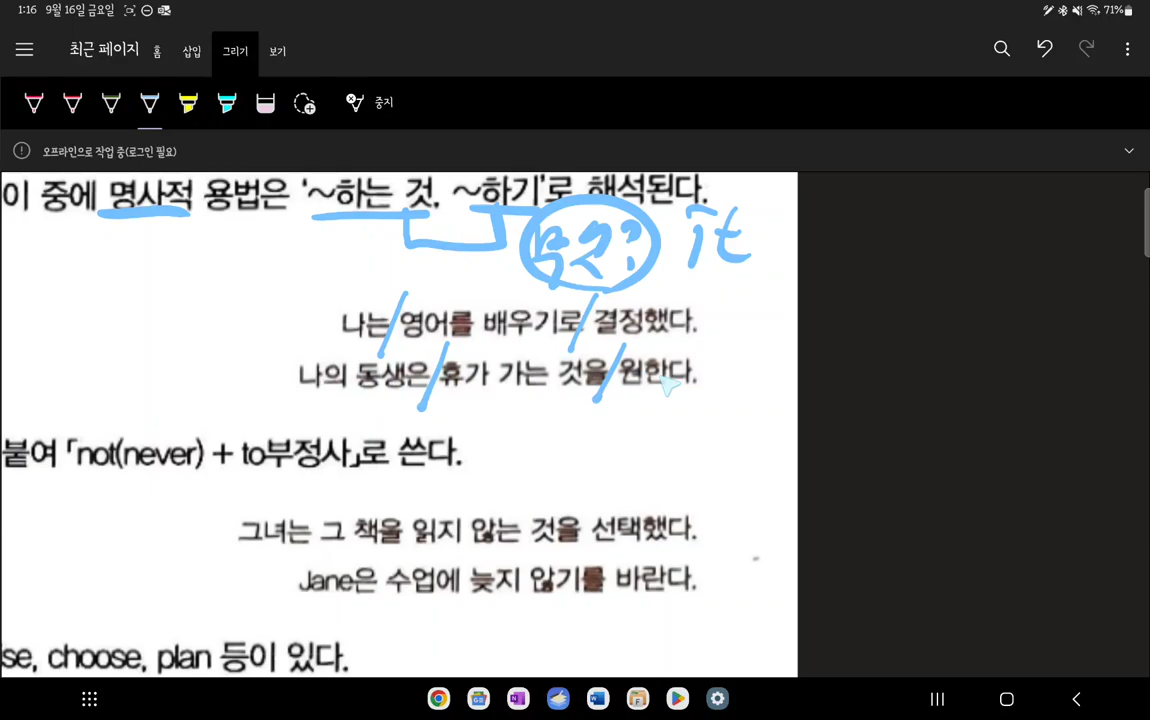 1:16 9월 16일 금요일 71%
최근 페이지 홈 삽입 그리기 보기
중지
오프라인으로 작업 중(로그인 필요)
이 중에 명사적 용법은 '~하는 것, ~하기'로 해석된다.
무엇? it
나는 영어를 배우기로 결정했다.
나의 동생은 휴가 가는 것을 원한다.
붙여 「not(never) + to부정사」로 쓴다.
그녀는 그 책을 읽지 않는 것을 선택했다.
Jane은 수업에 늦지 않기를 바란다.
se, choose, plan 등이 있다.